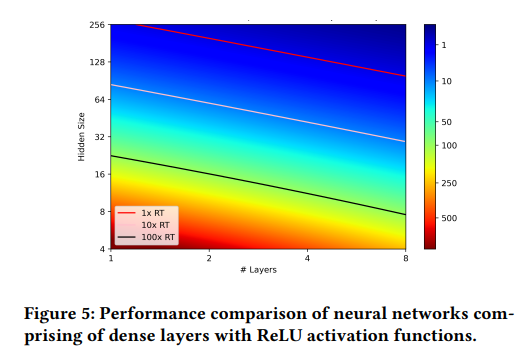 256
128
64
32
16
8
4
Hidden Size
1x RT
10x RT
100x RT
1
2
4
8
# Layers
1
10
50
100
250
500
Figure 5: Performance comparison of neural networks com-
prising of dense layers with ReLU activation functions.